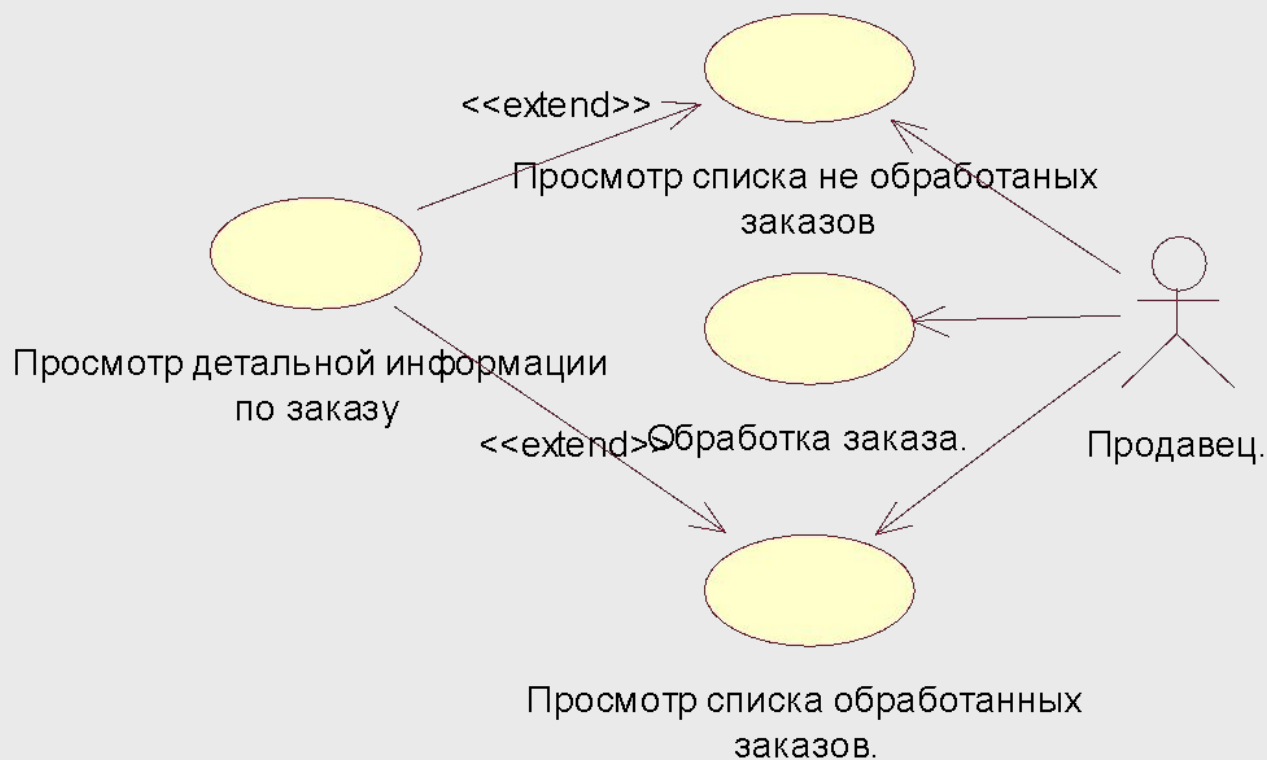 <<extend>>
Просмотр списка не обработаных
заказов
Просмотр детальной информации
по заказу
<<extend>>
Обработка заказа.
Продавец.
Просмотр списка обработанных
заказов.